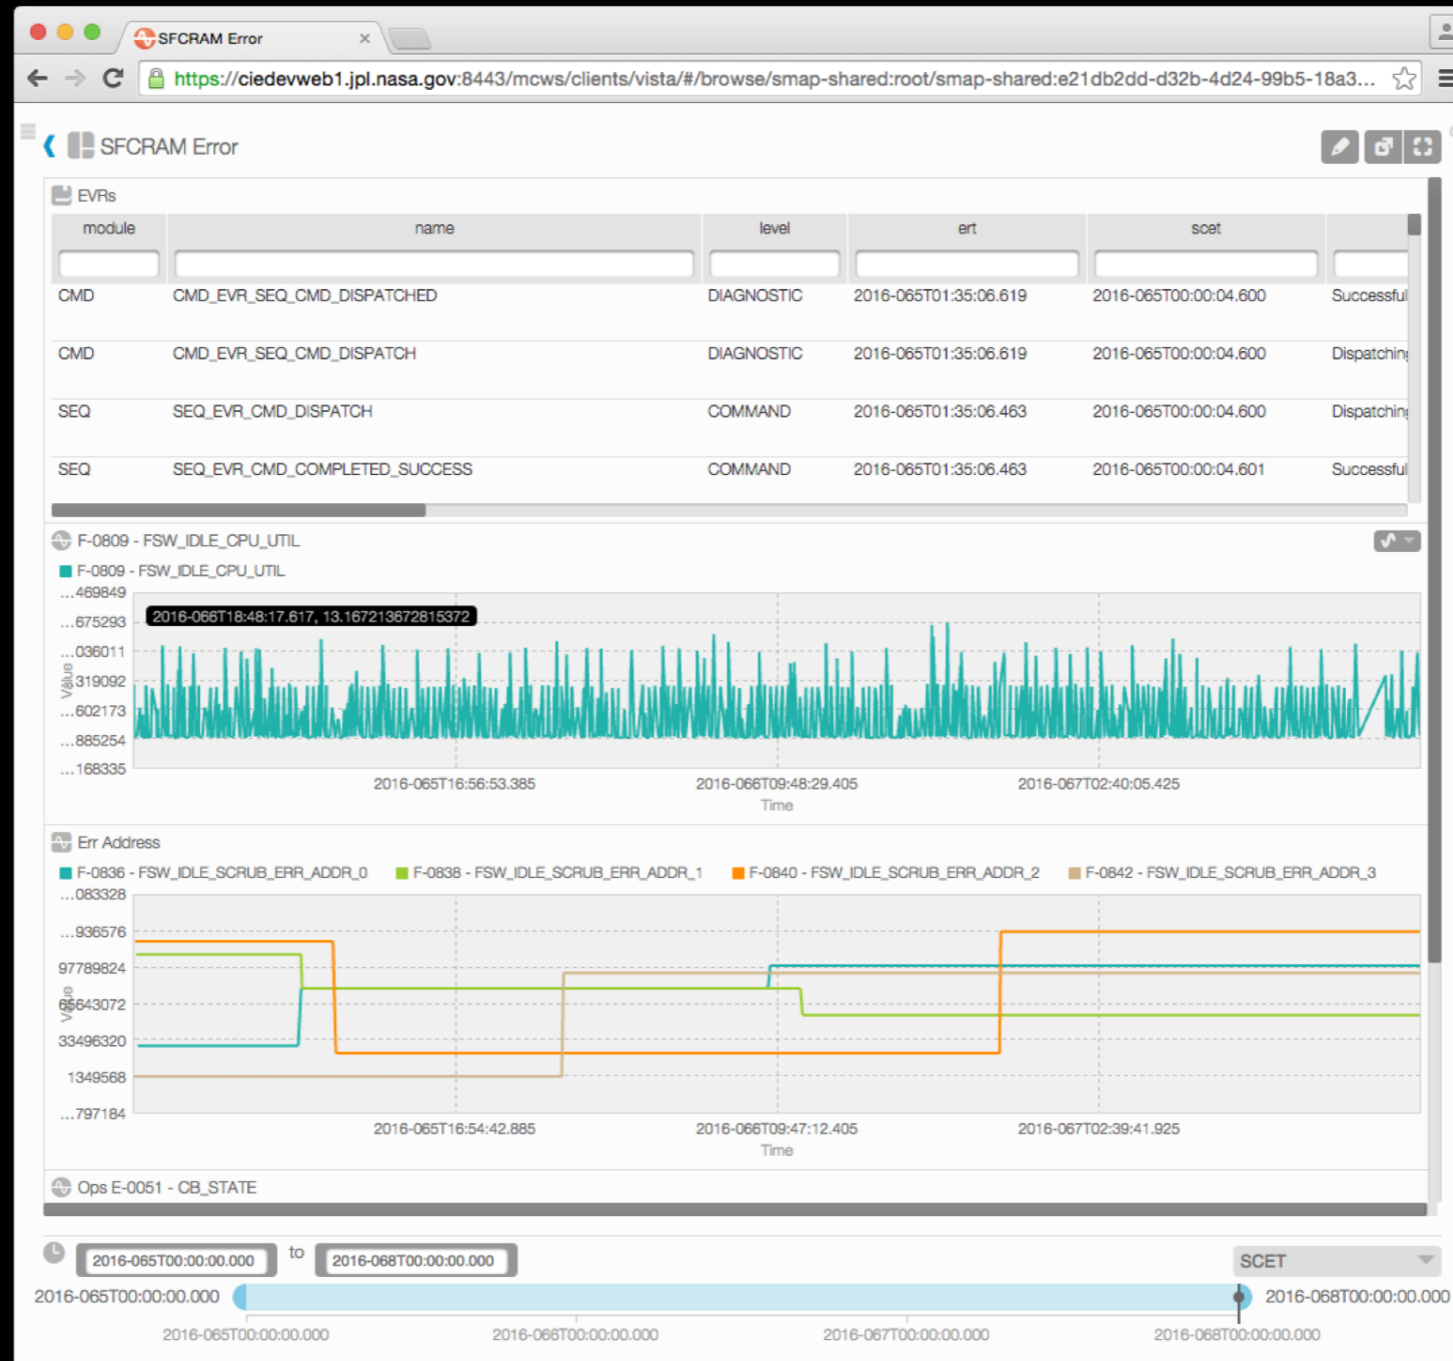 SFCRAM Error
https://ciedevweb1.jpl.nasa.gov:8443/mcws/clients/vista/#/browse/smap-shared:root/smap-shared:e21db2dd-d32b-4d24-99b5-18a3...
SFCRAM Error
EVRs
module name level ert scet
CMD CMD_EVR_SEQ_CMD_DISPATCHED DIAGNOSTIC 2016-065T01:35:06.619 2016-065T00:00:04.600 Successful
CMD CMD_EVR_SEQ_CMD_DISPATCH DIAGNOSTIC 2016-065T01:35:06.619 2016-065T00:00:04.600 Dispatching
SEQ SEQ_EVR_CMD_DISPATCH COMMAND 2016-065T01:35:06.463 2016-065T00:00:04.600 Dispatching
SEQ SEQ_EVR_CMD_COMPLETED_SUCCESS COMMAND 2016-065T01:35:06.463 2016-065T00:00:04.601 Successful
F-0809 - FSW_IDLE_CPU_UTIL
F-0809 - FSW_IDLE_CPU_UTIL
...469849
2016-066T18:48:17.617, 13.167213672815372
...675293
...036011
Value
...319092
...602173
...885254
...168335
2016-065T16:56:53.385 2016-066T09:48:29.405 2016-067T02:40:05.425
Time
Err Address
F-0836 - FSW_IDLE_SCRUB_ERR_ADDR_0 F-0838 - FSW_IDLE_SCRUB_ERR_ADDR_1 F-0840 - FSW_IDLE_SCRUB_ERR_ADDR_2 F-0842 - FSW_IDLE_SCRUB_ERR_ADDR_3
...083328
...936576
97789824
Value
65643072
33496320
1349568
...797184
2016-065T16:54:42.885 2016-066T09:47:12.405 2016-067T02:39:41.925
Time
Ops E-0051 - CB_STATE
2016-065T00:00:00.000 to 2016-068T00:00:00.000 SCET
2016-065T00:00:00.000 2016-068T00:00:00.000
2016-065T00:00:00.000 2016-066T00:00:00.000 2016-067T00:00:00.000 2016-068T00:00:00.000